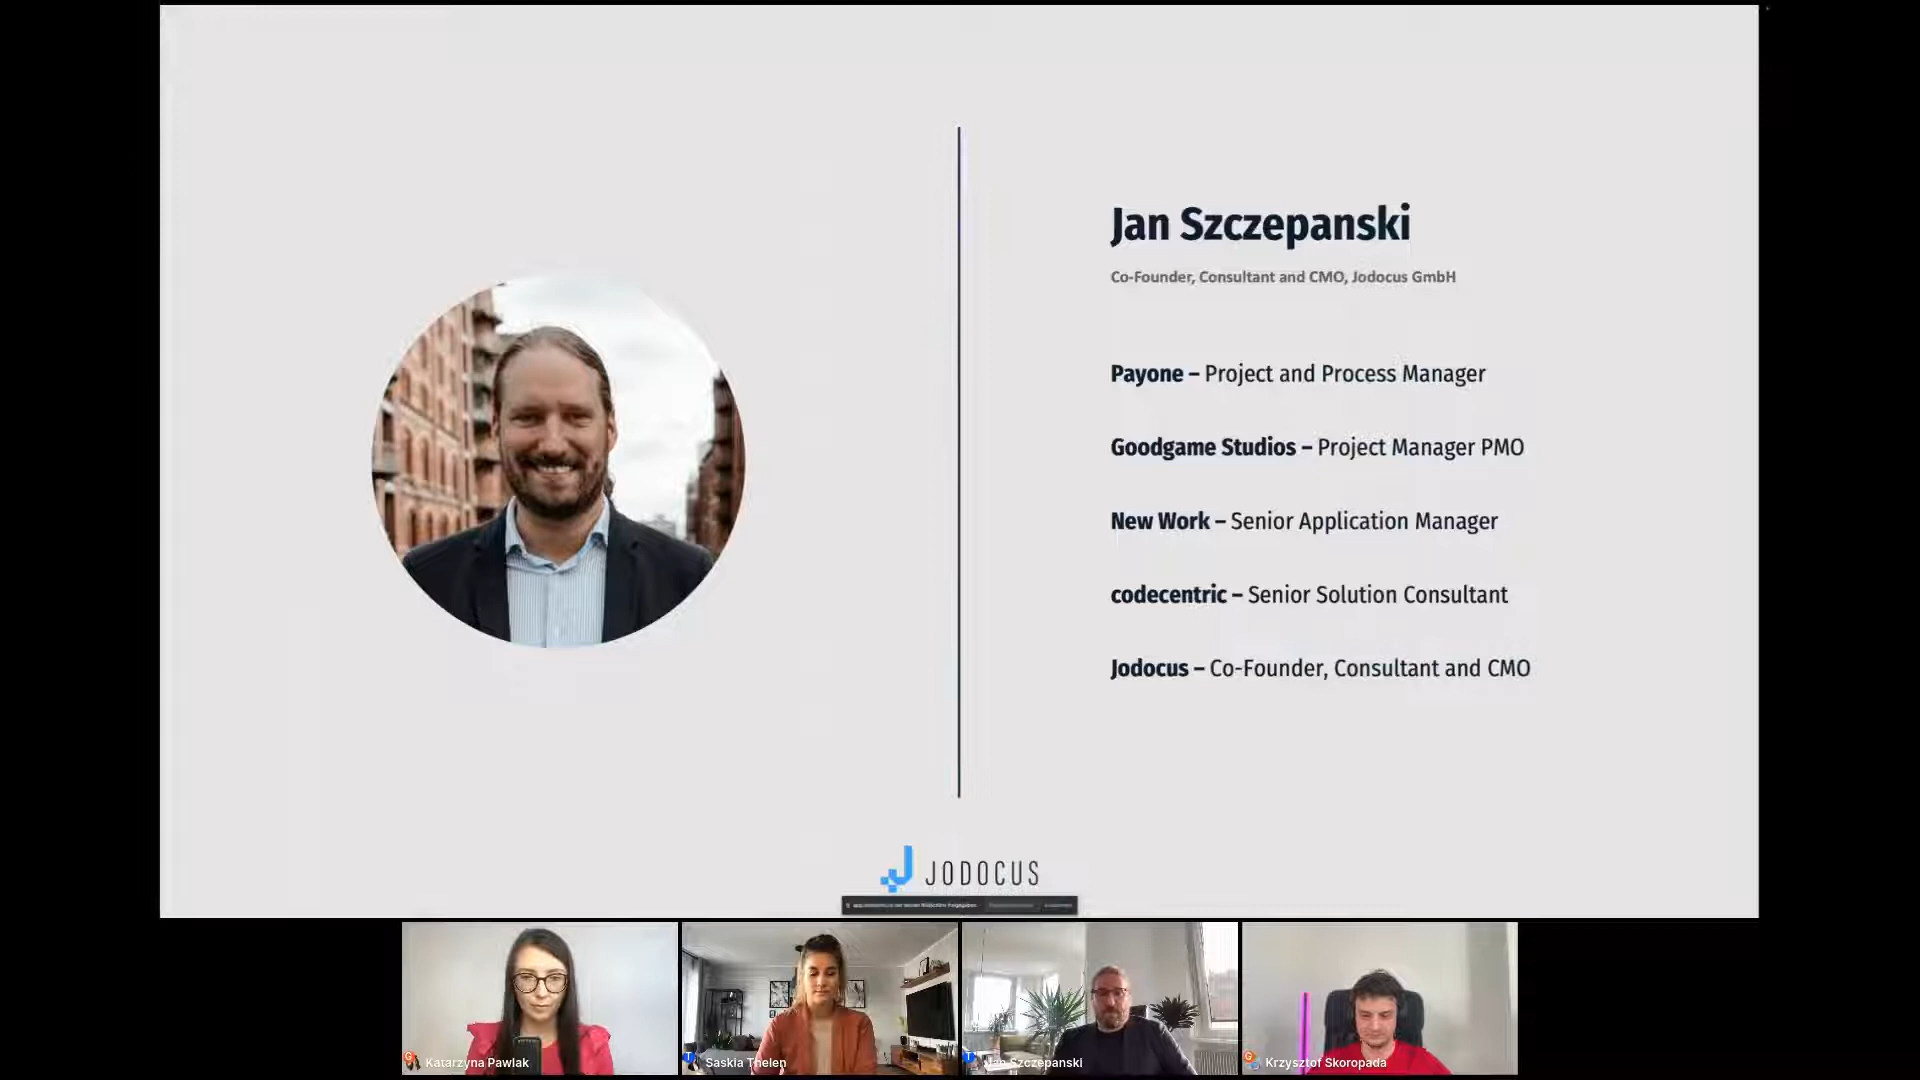 Jan Szczepanski
Co-Founder, Consultant and CMO, Jodocus GmbH
Payone – Project and Process Manager
Goodgame Studios – Project Manager PMO
New Work – Senior Application Manager
codecentric – Senior Solution Consultant
Jodocus – Co-Founder, Consultant and CMO
JODOCUS
Katarzyna Pawlak
Saskia Thelen
Jan Szczepanski
Krzysztof Skoropada